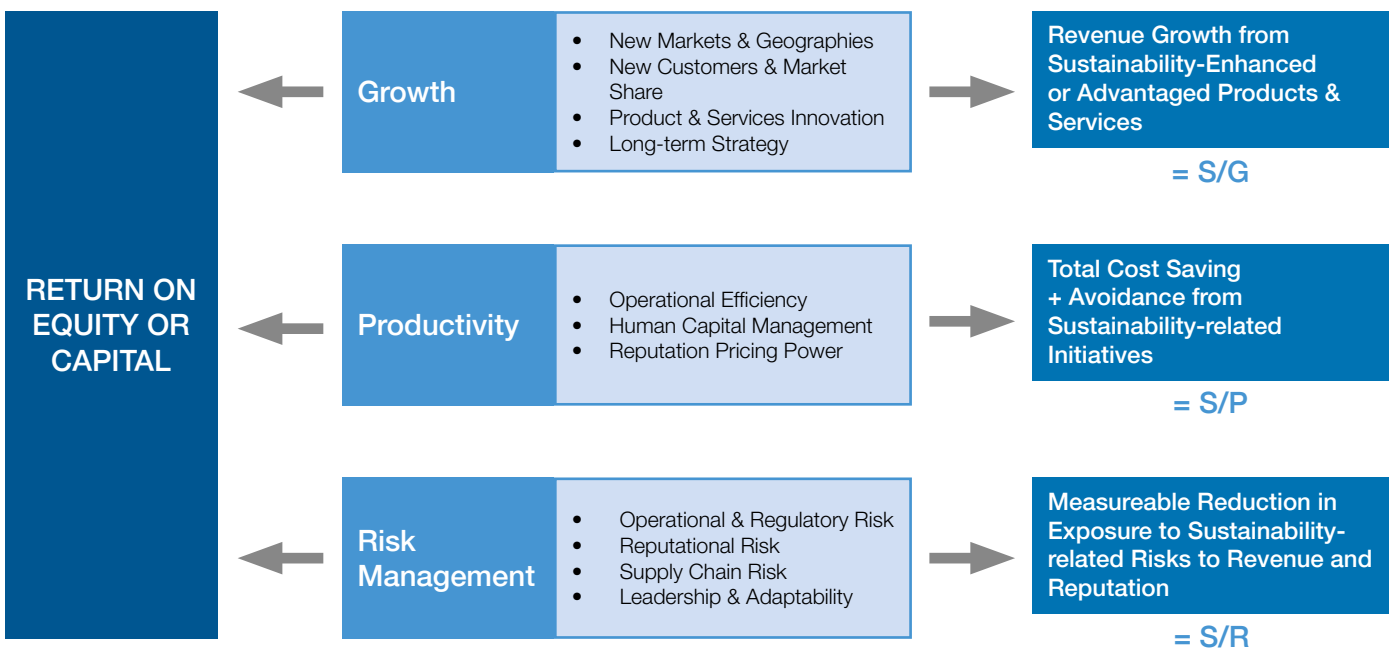 RETURN ON
EQUITY OR
CAPITAL
Growth
• New Markets & Geographies
• New Customers & Market
Share
• Product & Services Innovation
• Long-term Strategy
Revenue Growth from
Sustainability-Enhanced
or Advantaged Products &
Services
= S/G
Productivity
• Operational Efficiency
• Human Capital Management
• Reputation Pricing Power
Total Cost Saving
+ Avoidance from
Sustainability-related
Initiatives
= S/P
Risk
Management
• Operational & Regulatory Risk
• Reputational Risk
• Supply Chain Risk
• Leadership & Adaptability
Measureable Reduction in
Exposure to Sustainability-
related Risks to Revenue and
Reputation
= S/R